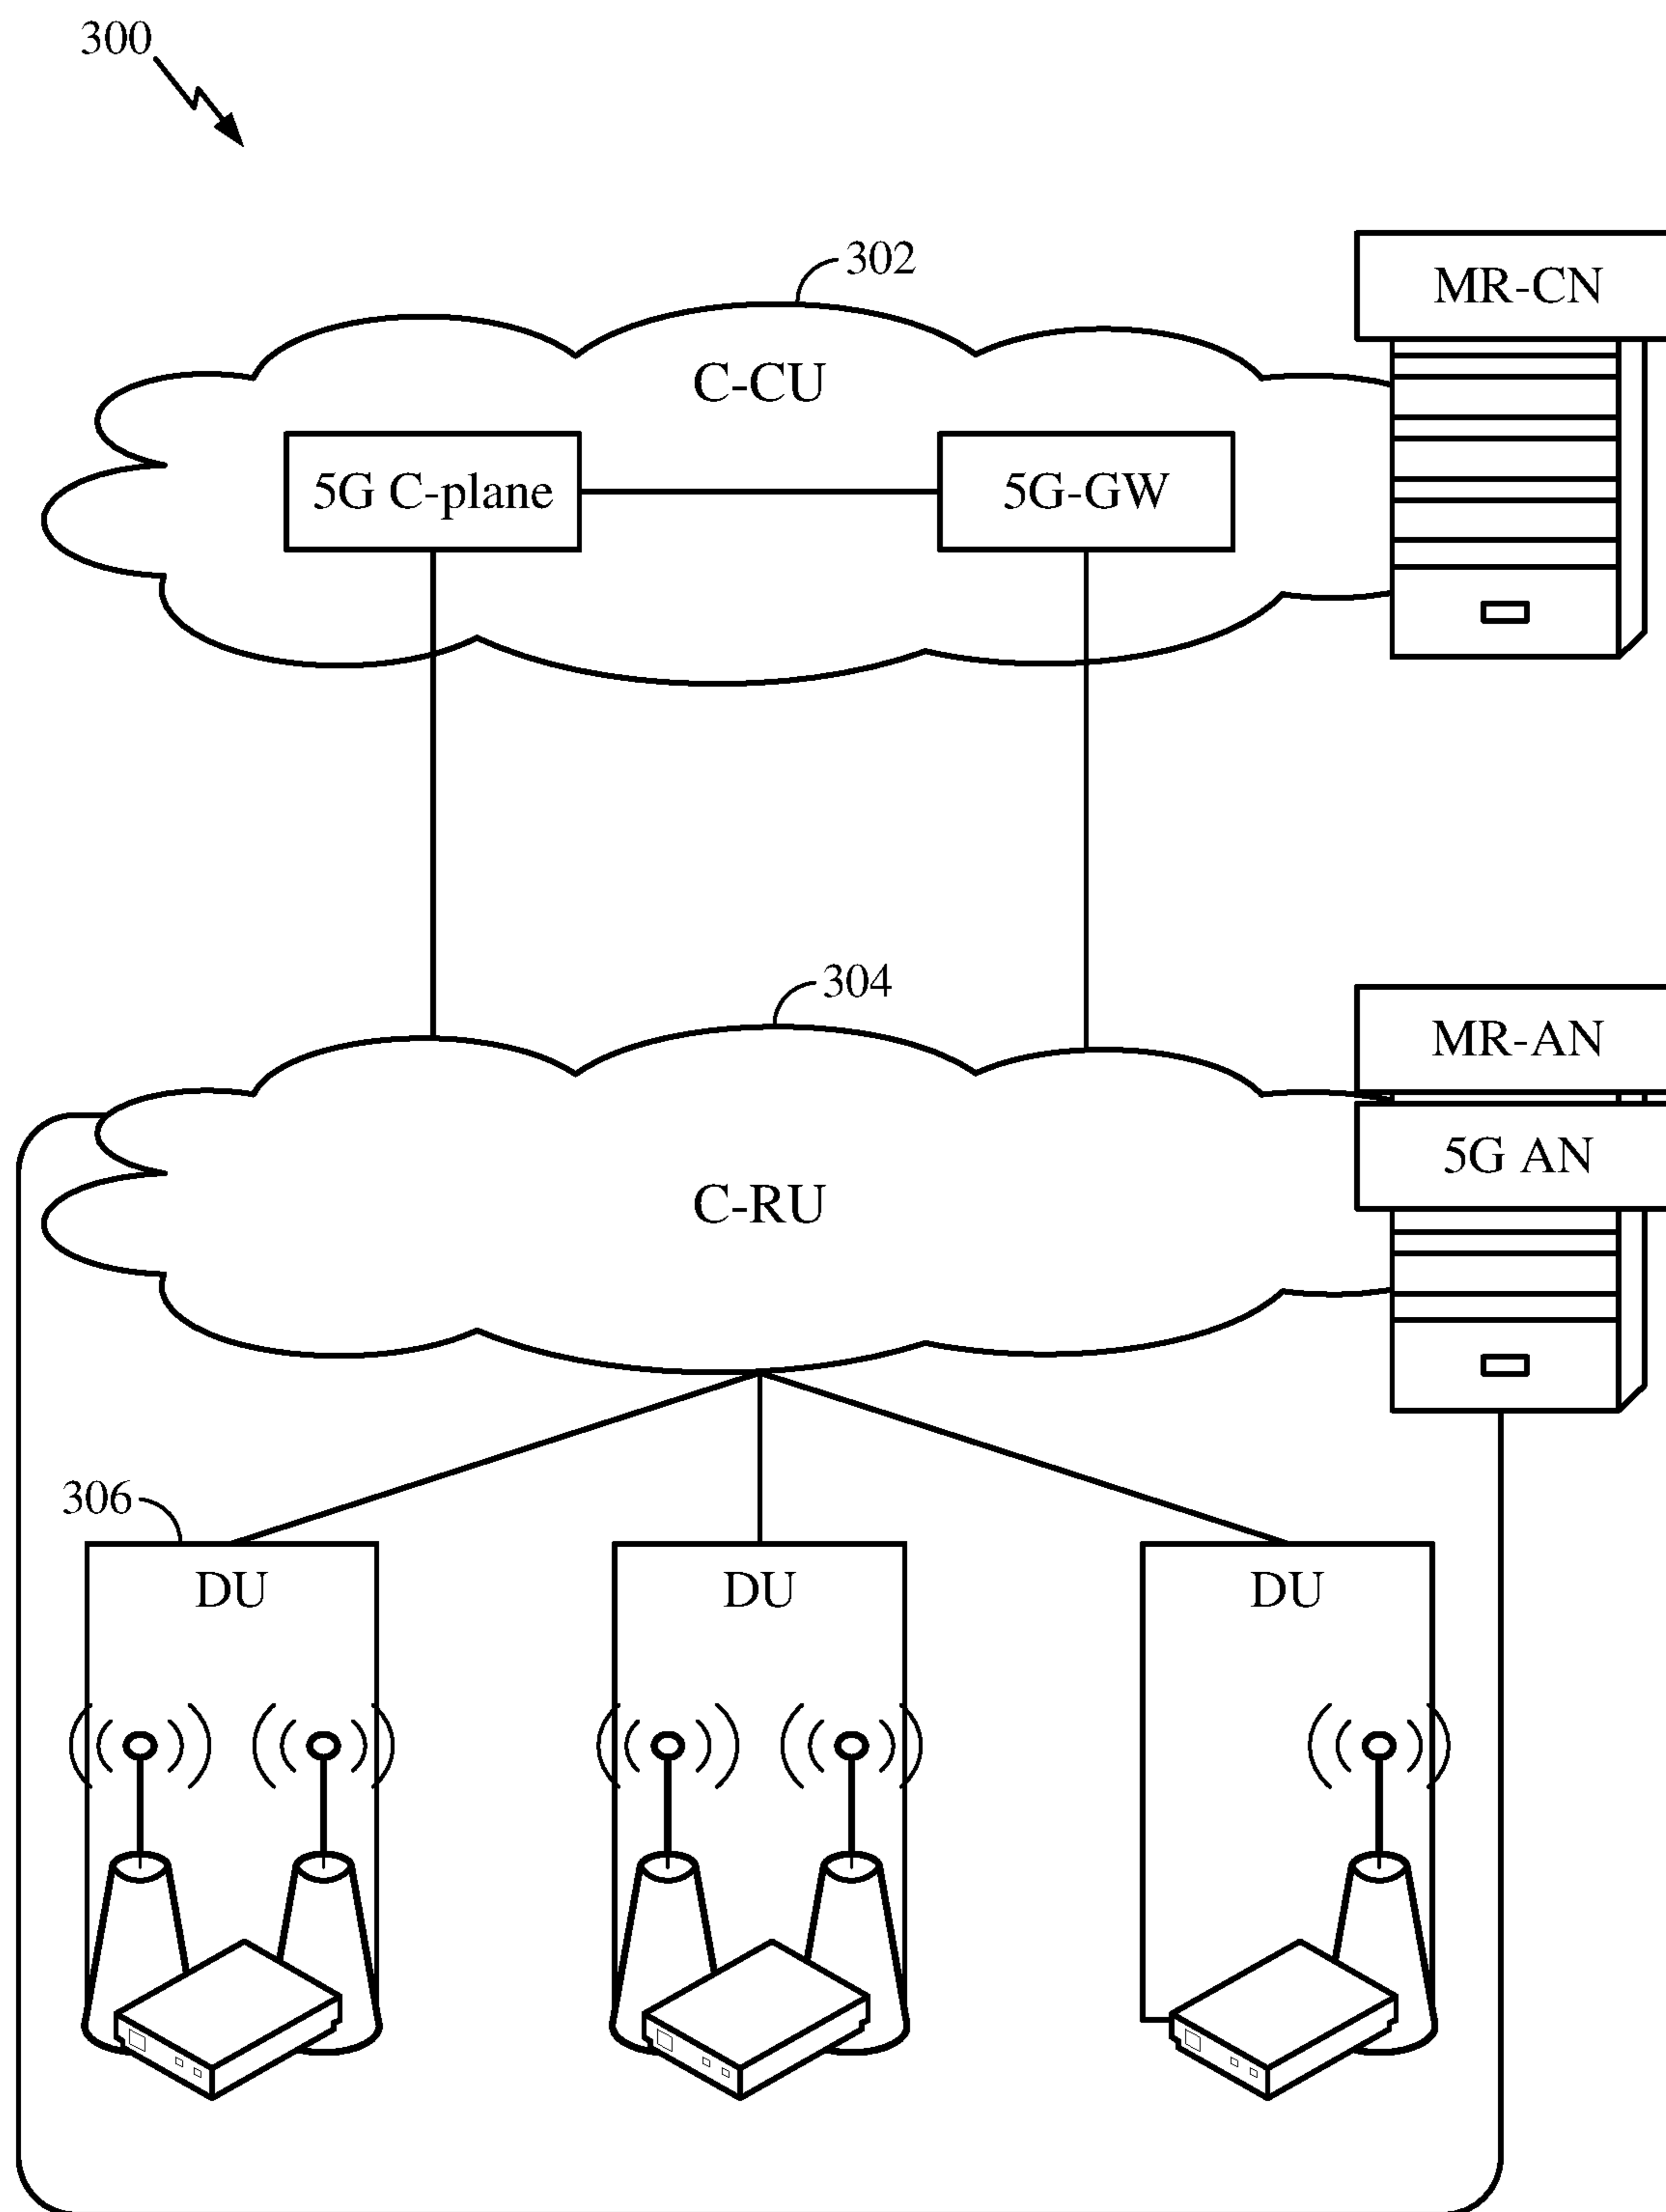 300
302
MR-CN
C-CU
5G C-plane
5G-GW
304
MR-AN
5G AN
C-RU
306
DU
DU
DU